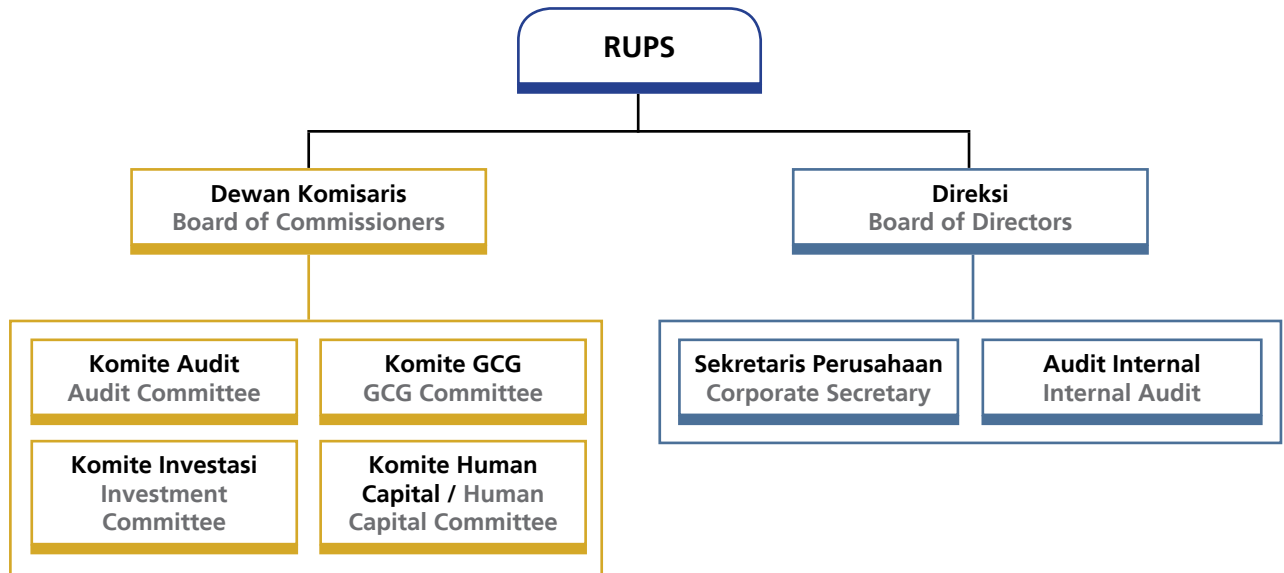 RUPS
Dewan Komisaris
Board of Commissioners
Direksi
Board of Directors
Komite Audit
Audit Committee
Komite GCG
GCG Committee
Sekretaris Perusahaan
Corporate Secretary
Audit Internal
Internal Audit
Komite Investasi
Investment
Committee
Komite Human
Capital / Human
Capital Committee